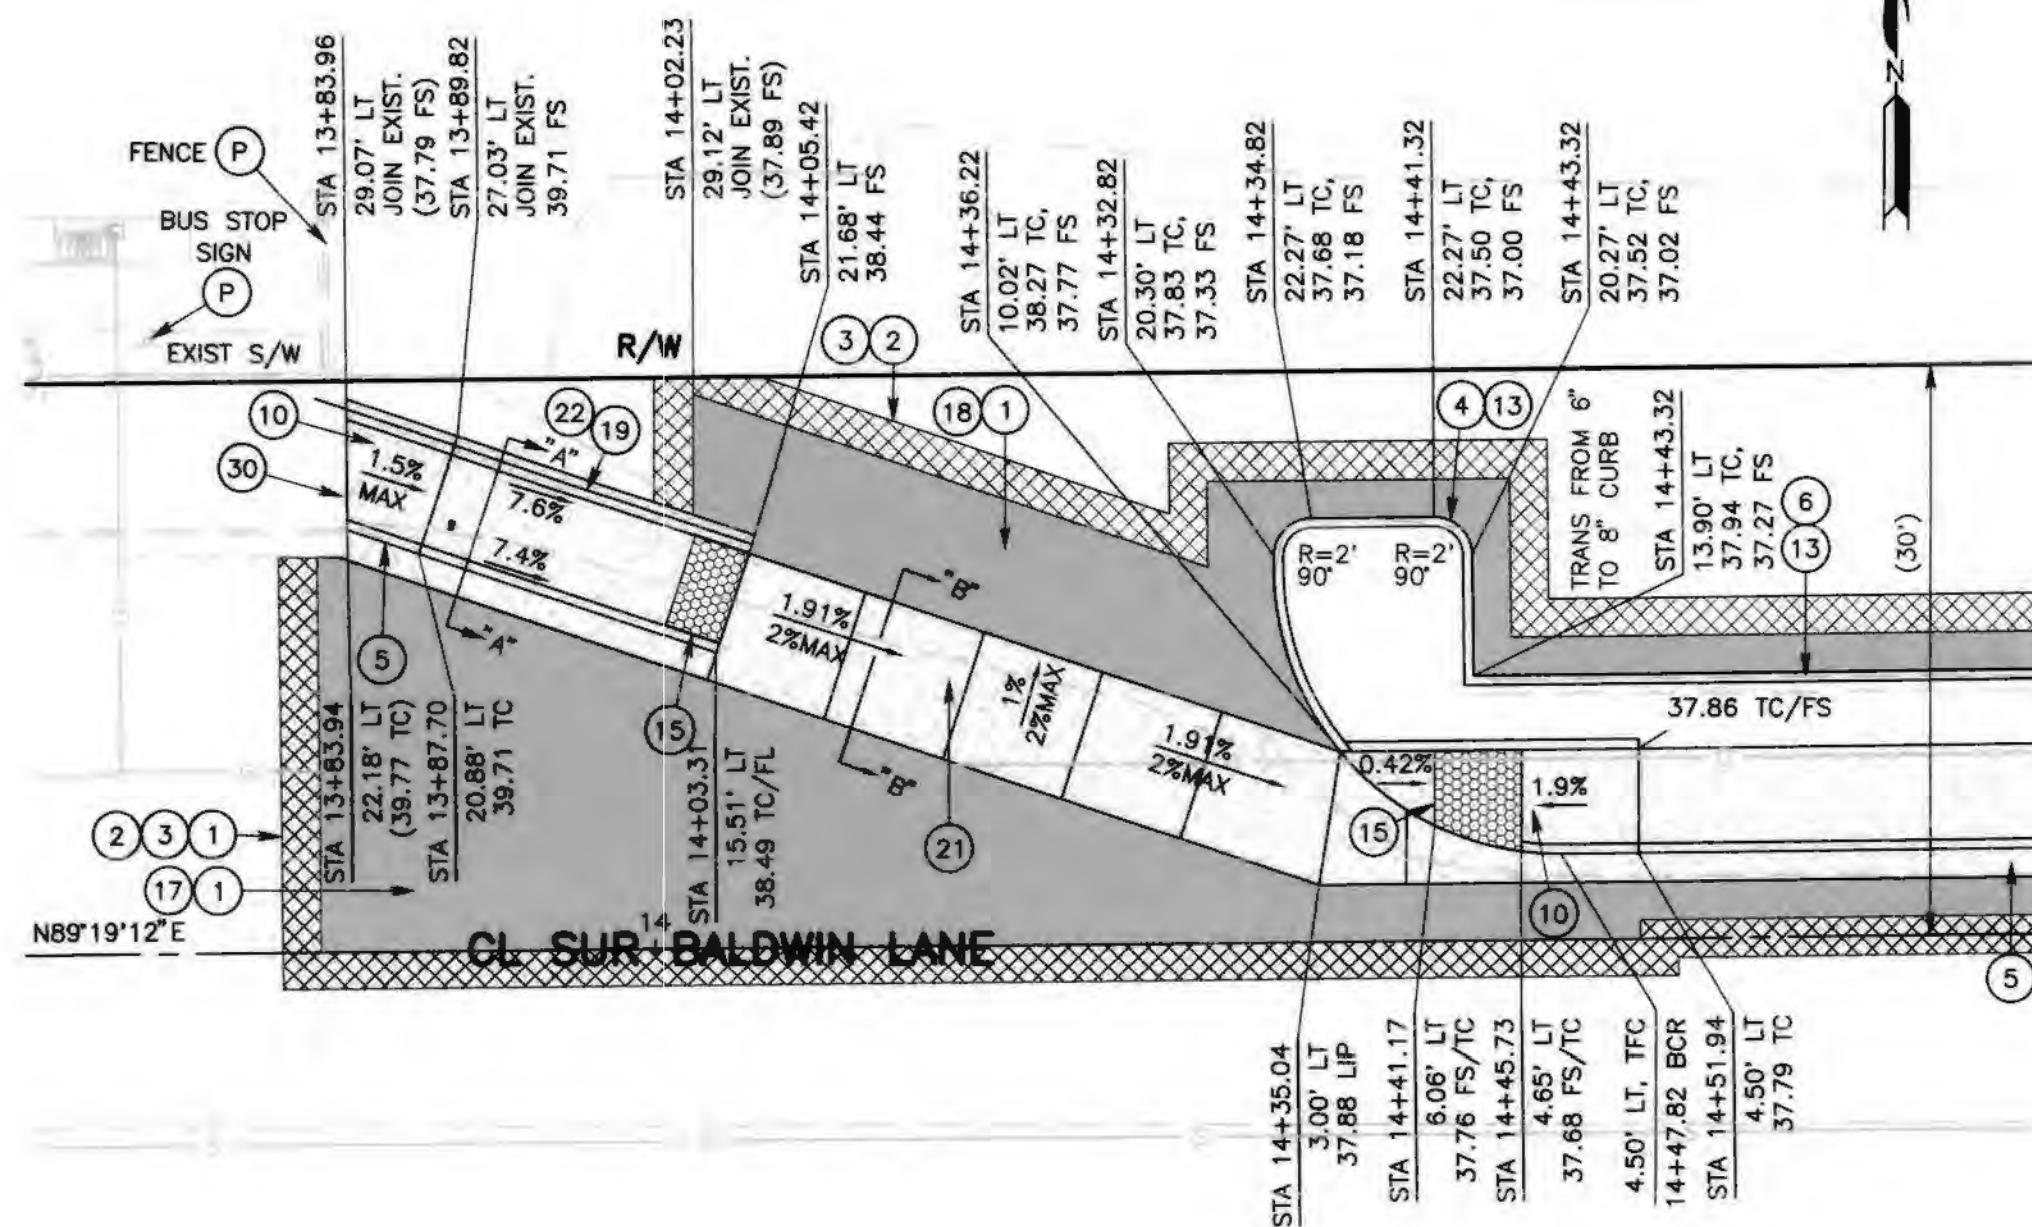 STA 13+83.96
29.07' LT
JOIN EXIST.
(37.79 FS)
STA 13+89.82
27.03' LT
JOIN EXIST.
39.71 FS
STA 14+02.23
29.12' LT
JOIN EXIST.
(37.89 FS)
STA 14+05.42
21.68' LT
38.44 FS
STA 14+36.22
10.02' LT
38.27 TC,
37.77 FS
STA 14+32.82
20.30' LT
37.83 TC,
37.33 FS
STA 14+34.82
22.27' LT
37.68 TC,
37.18 FS
STA 14+41.32
22.27' LT
37.50 TC,
37.00 FS
STA 14+43.32
20.27' LT
37.52 TC,
37.02 FS
N
FENCE P
BUS STOP
SIGN
P
EXIST S/W
R/W
3 2
18 1
4 13
TRANS FROM 6"
TO 8" CURB
STA 14+43.32
13.90' LT
37.94 TC,
37.27 FS
6
13
(30')
10
30
22
19
"A"
1.5%
MAX
7.6%
7.4%
"A"
5
15
1.91%
2%MAX
"B"
"B"
1%
2%MAX
21
1.91%
2%MAX
R=2'
90°
R=2'
90°
37.86 TC/FS
0.42%
1.9%
15
10
5
2 3 1
17 1
STA 13+83.94
22.18' LT
(39.77 TC)
STA 13+87.70
20.88' LT
39.71 TC
STA 14+03.31
15.51' LT
38.49 TC/FL
N89°19'12"E
14
CL SUR BALDWIN LANE
STA 14+35.04
3.00' LT
37.88 LIP
STA 14+41.17
6.06' LT
37.76 FS/TC
STA 14+45.73
4.65' LT
37.68 FS/TC
4.50' LT, TFC
14+47.82 BCR
STA 14+51.94
4.50' LT
37.79 TC